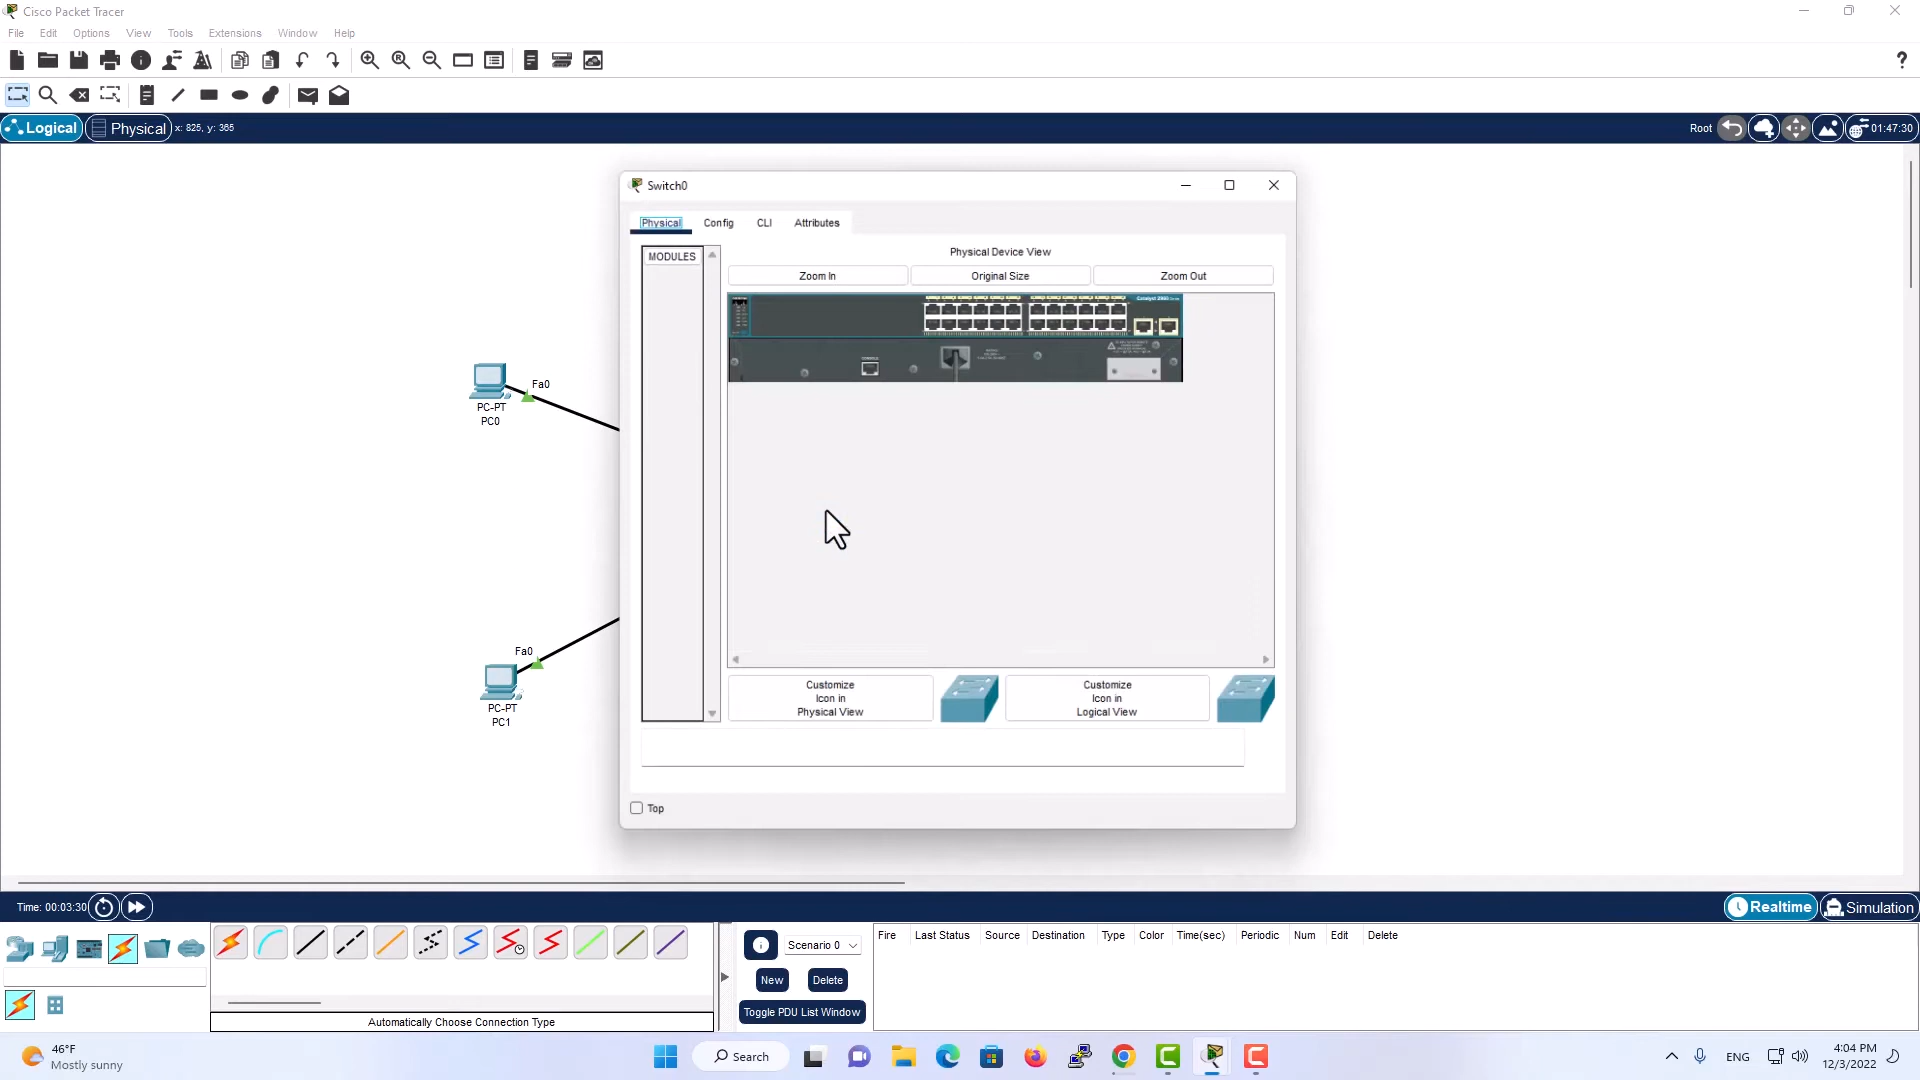 Cisco Packet Tracer
File Edit Options View Tools Extensions Window Help
?
Logical Physical x: 825, y: 365
Root 01:47:30
Switch0
Physical Config CLI Attributes
MODULES
Physical Device View
Zoom In Original Size Zoom Out
Fa0
PC-PT
PC0
Fa0
PC-PT
PC1
Customize
Icon in
Physical View
Customize
Icon in
Logical View
Top
Time: 00:03:30
Realtime Simulation
Scenario 0
New Delete
Toggle PDU List Window
Fire Last Status Source Destination Type Color Time(sec) Periodic Num Edit Delete
Automatically Choose Connection Type
46°F
Mostly sunny
Search
ENG
4:04 PM
12/3/2022